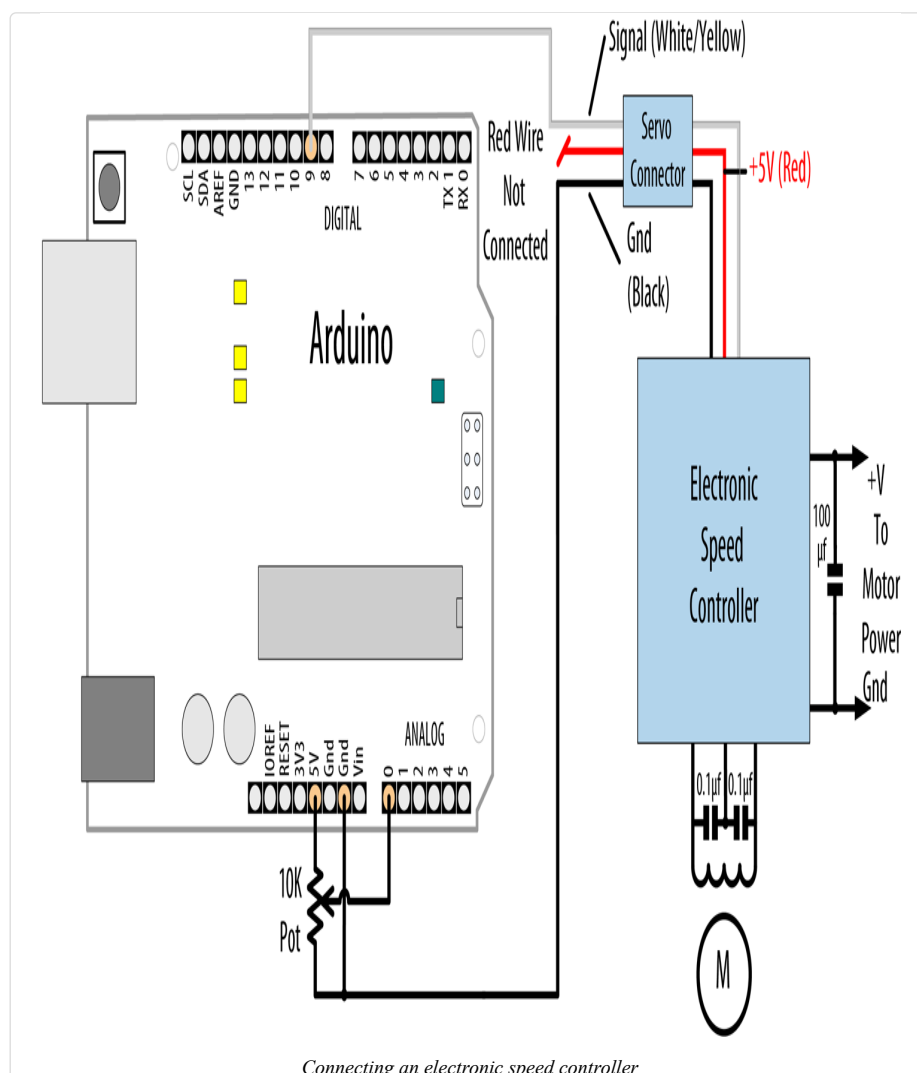 Signal (White/Yellow)
Servo
Connector
Red Wire
Not
Connected
+5V (Red)
Gnd
(Black)
SCL
SDA
AREF
GND
13
12
11
10
9
8
7
6
5
4
3
2
TX 1
RX 0
DIGITAL
Arduino
Electronic
Speed
Controller
+V
To
Motor
Power
Gnd
100
µf
ANALOG
IOREF
RESET
3V3
5V
Gnd
Gnd
Vin
0
1
2
3
4
5
10K
Pot
0.1µf
0.1µf
M
Connecting an electronic speed controller